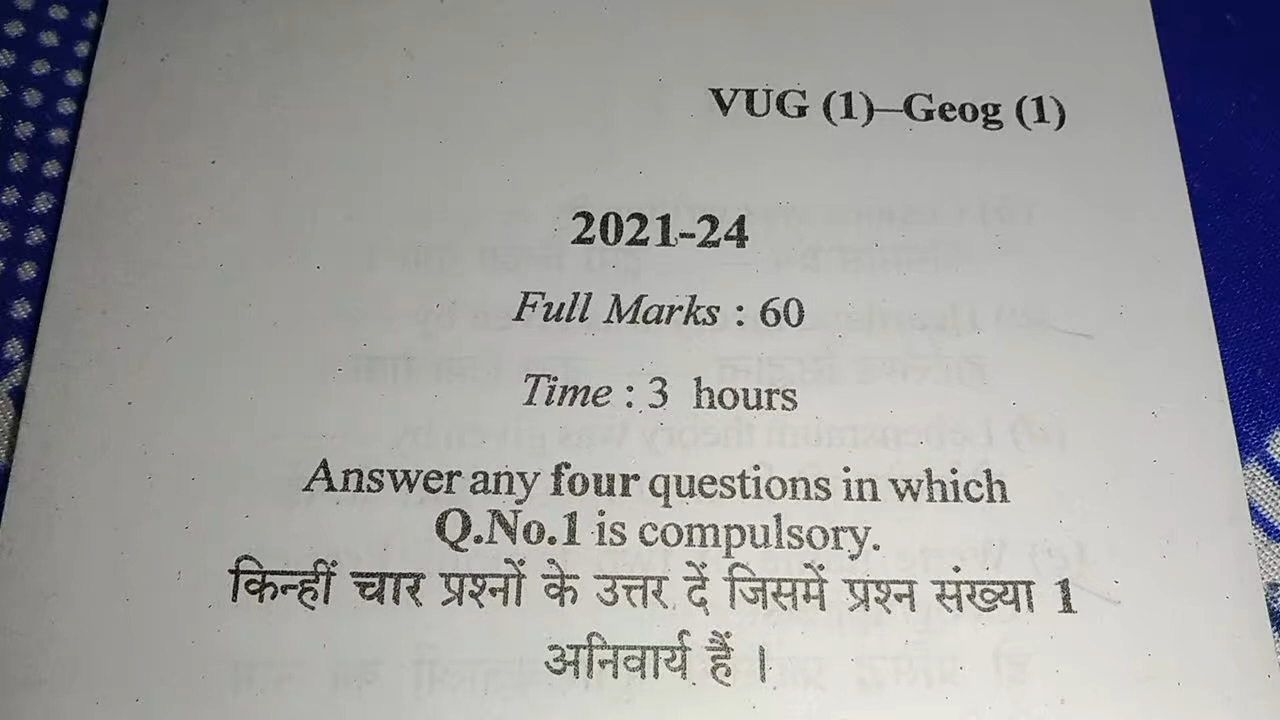 VUG (1)–Geog (1)
2021-24
Full Marks : 60
Time : 3 hours
Answer any four questions in which
Q.No.1 is compulsory.
किन्हीं चार प्रश्नों के उत्तर दें जिसमें प्रश्न संख्या 1
अनिवार्य हैं ।